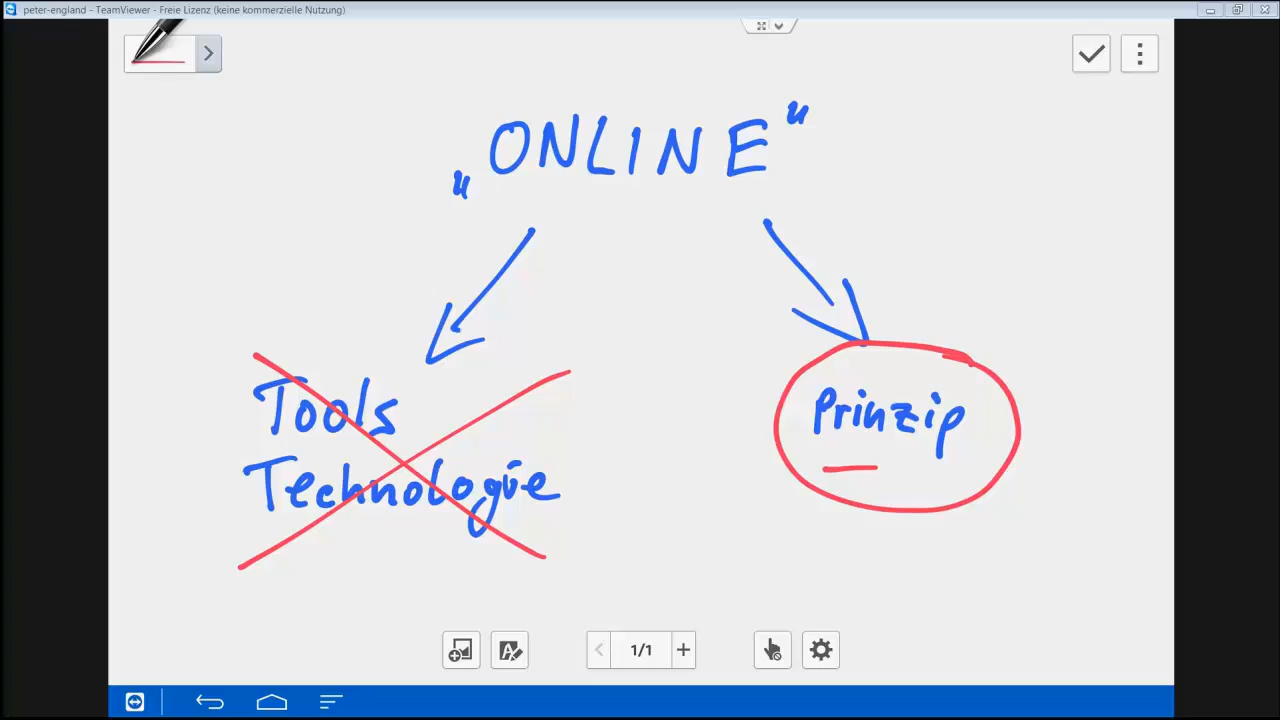 peter-england - TeamViewer - Freie Lizenz (keine kommerzielle Nutzung)
„ONLINE"
Tools
Technologie
Prinzip
1/1